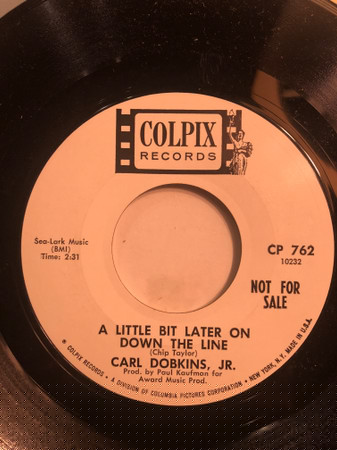 COLPIX
RECORDS
Sea-Lark Music
(BMI)
Time: 2:31
CP 762
10232
NOT FOR
SALE
A LITTLE BIT LATER ON
DOWN THE LINE
(Chip Taylor)
CARL DOBKINS, JR.
Prod. by Paul Kaufman for
Award Music Prod.
COLPIX RECORDS • A DIVISION OF COLUMBIA PICTURES CORPORATION • NEW YORK, N.Y. MADE IN U.S.A.